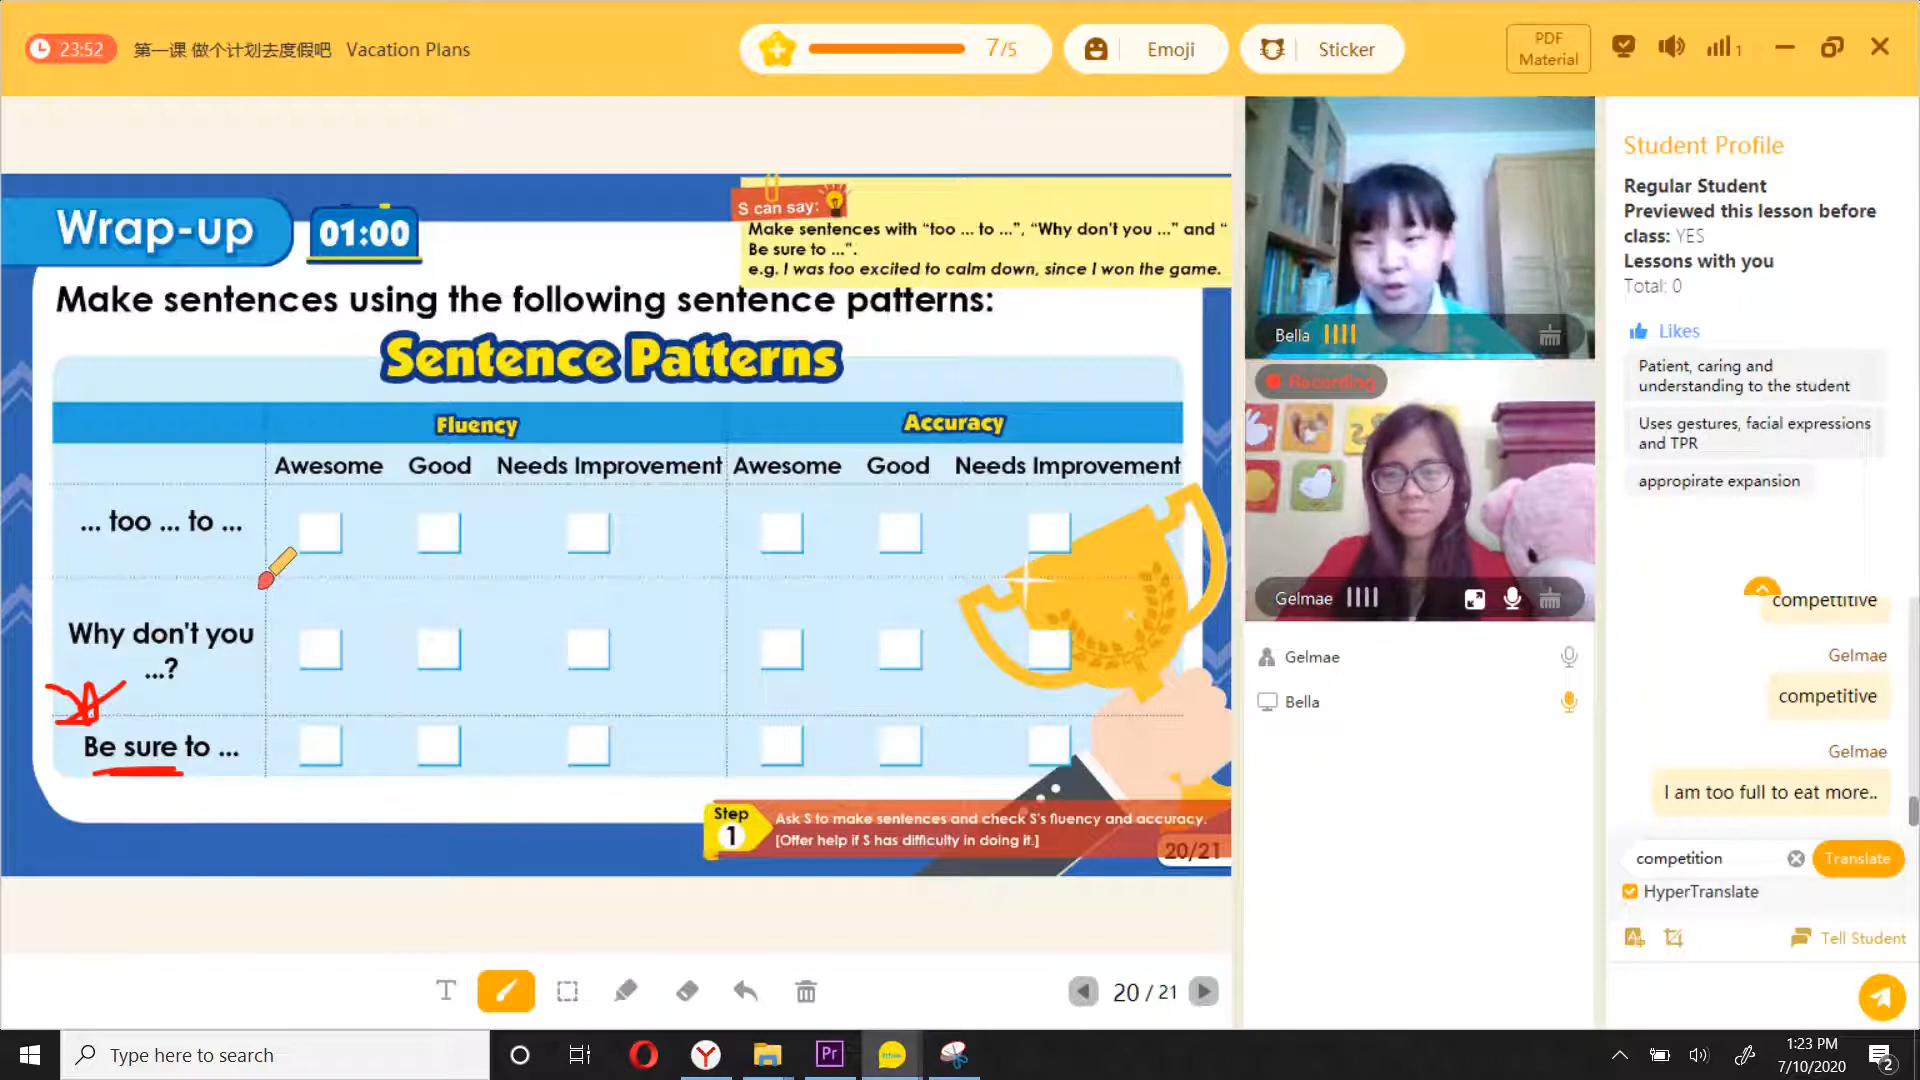 23:52
第一课 做个计划去度假吧 Vacation Plans
7/5
Emoji
Sticker
PDF
Material
1
Wrap-up
01:00
S can say:
Make sentences with “too ... to ...”, “Why don't you ...” and “
Be sure to ...”.
e.g. I was too excited to calm down, since I won the game.
Make sentences using the following sentence patterns:
Sentence Patterns
Fluency
Accuracy
Awesome Good Needs Improvement Awesome Good Needs Improvement
... too ... to ...
Why don't you
...?
Be sure to ...
Step
1
Ask S to make sentences and check S's fluency and accuracy.
[Offer help if S has difficulty in doing it.]
20/21
T
20 / 21
Bella
Recording
Gelmae
Gelmae
Bella
Student Profile
Regular Student
Previewed this lesson before
class: YES
Lessons with you
Total: 0
Likes
Patient, caring and
understanding to the student
Uses gestures, facial expressions
and TPR
appropirate expansion
compettitive
Gelmae
competitive
Gelmae
I am too full to eat more..
competition
Translate
HyperTranslate
Tell Student
Type here to search
Pr
1:23 PM
7/10/2020
2